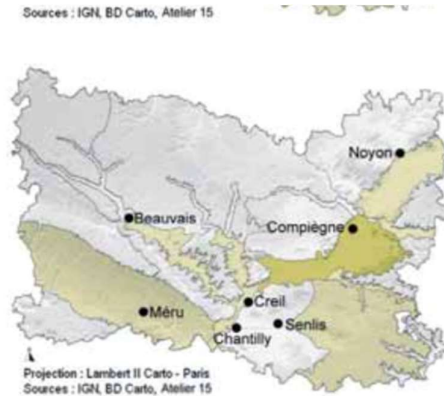 Sources : IGN, BD Carto, Atelier 15
Noyon
Beauvais
Compiègne
Creil
Méru
Senlis
Chantilly
Projection : Lambert II Carto - Paris
Sources : IGN, BD Carto, Atelier 15